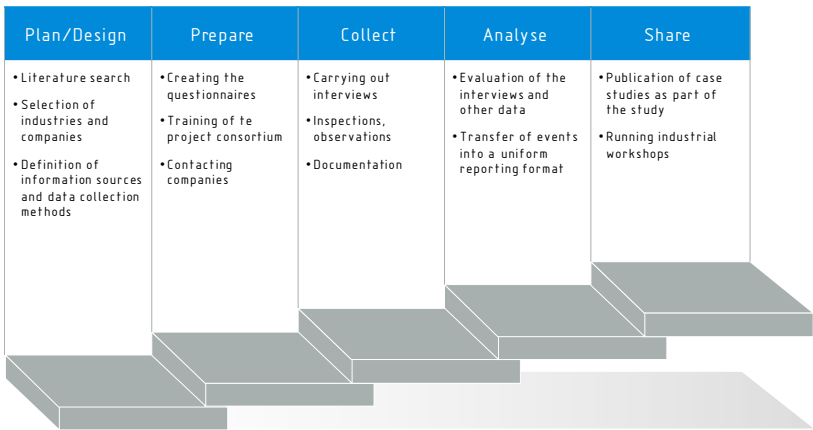 Plan/Design
• Literature search
• Selection of
industries and
companies
• Definition of
information sources
and data collection
methods
Prepare
• Creating the
questionnaires
• Training of te
project consortium
• Contacting
companies
Collect
• Carrying out
interviews
• Inspections,
observations
• Documentation
Analyse
• Evaluation of the
interviews and
other data
• Transfer of events
into a uniform
reporting format
Share
• Publication of case
studies as part of
the study
• Running industrial
workshops